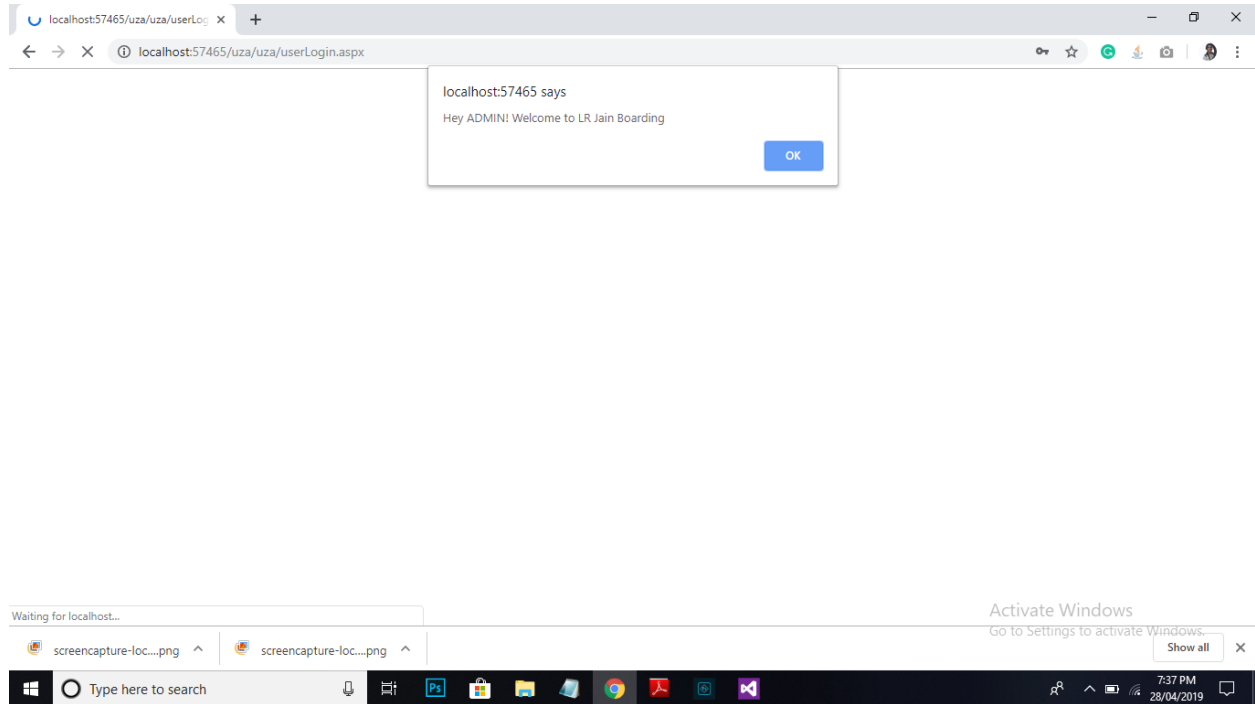 localhost:57465/uza/uza/userLog
localhost:57465/uza/uza/userLogin.aspx
localhost:57465 says
Hey ADMIN! Welcome to LR Jain Boarding
OK
Waiting for localhost...
Activate Windows
Go to Settings to activate Windows.
screencapture-loc....png
screencapture-loc....png
Show all
Type here to search
Ps
7:37 PM
28/04/2019